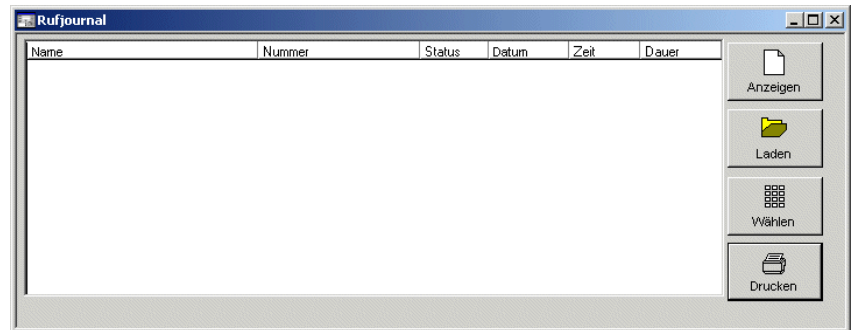 Rufjournal
Name Nummer Status Datum Zeit Dauer
Anzeigen
Laden
Wählen
Drucken